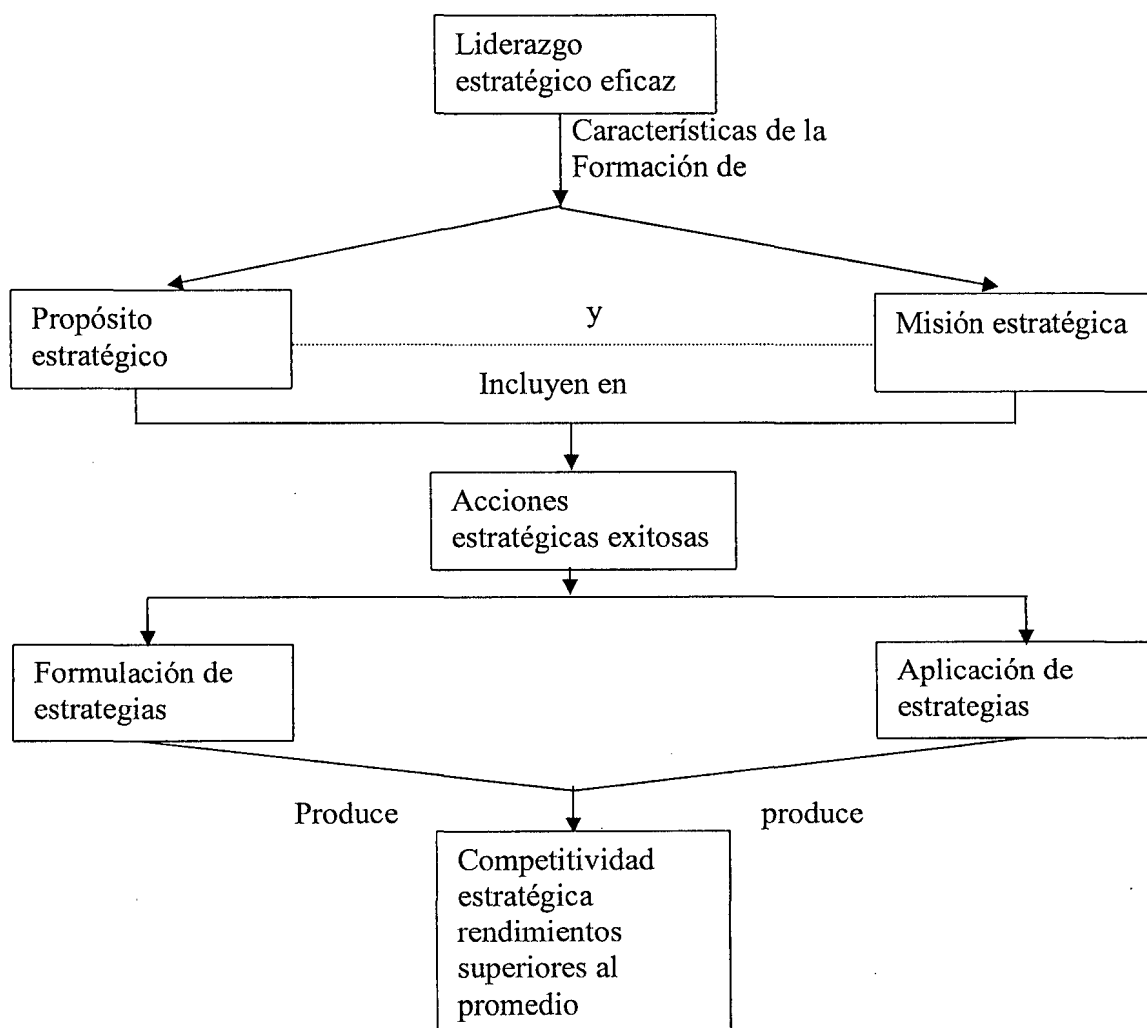 Liderazgo
estratégico eficaz
Características de la
Formación de
Propósito
estratégico
y
Misión estratégica
Incluyen en
Acciones
estratégicas exitosas
Formulación de
estrategias
Aplicación de
estrategias
Produce
produce
Competitividad
estratégica
rendimientos
superiores al
promedio